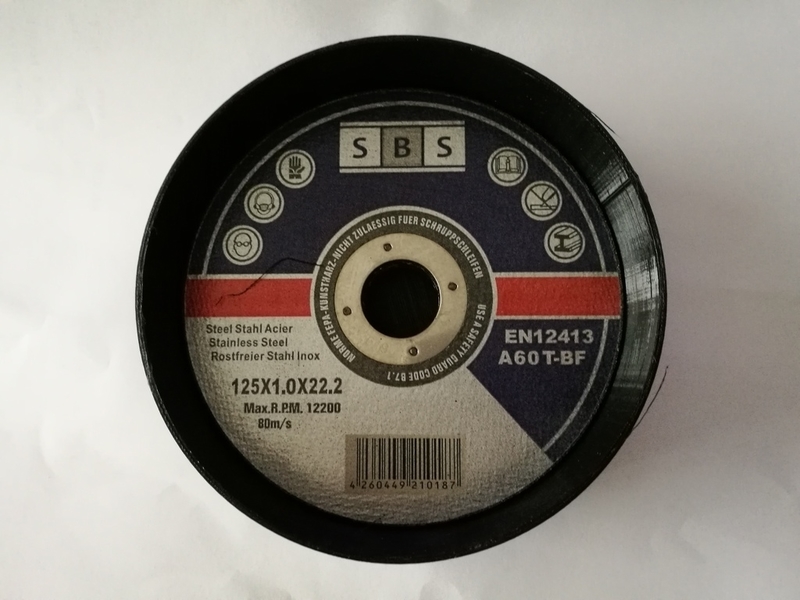 SBS
NORME FEPA-KUNSTHARZ-NICHT ZULAESSIG FUER SCHRUPPSCHLEIFEN
USE A SAFETY GUARD CODE B7.1
Steel Stahl Acier
Stainless Steel
Rostfreier Stahl Inox
125X1.0X22.2
Max.R.P.M. 12200
80m/s
EN12413
A60T-BF
4 260449 210187